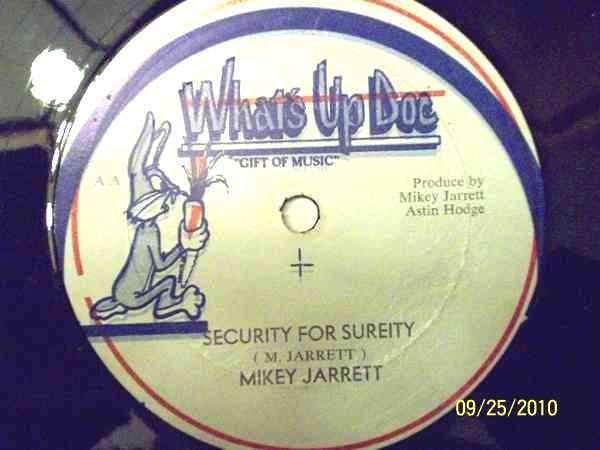 What's Up Doc
"GIFT OF MUSIC"
A A
Produce by
Mikey Jarrett
Astin Hodge
SECURITY FOR SUREITY
( M. JARRETT )
MIKEY JARRETT
09/25/2010